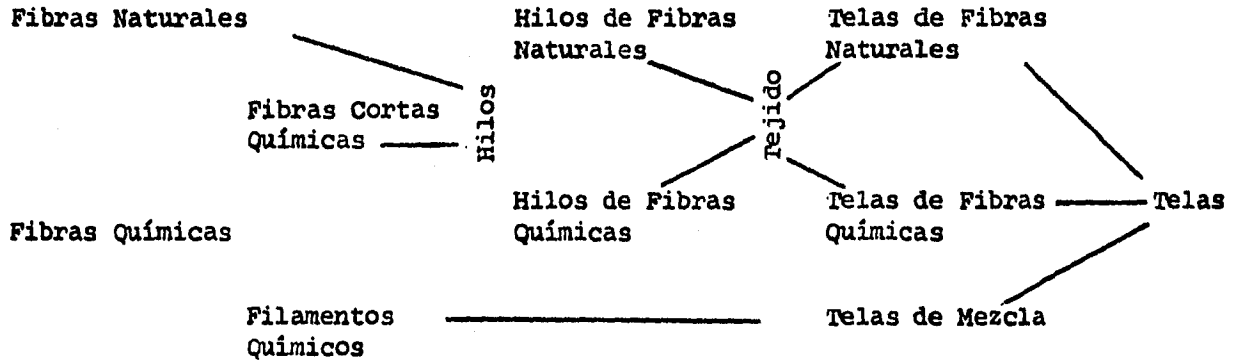 Fibras Naturales
Hilos de Fibras
Naturales
Telas de Fibras
Naturales
Fibras Cortas
Químicas
Hilos
Tejido
Hilos de Fibras
Químicas
Telas de Fibras
Químicas
Telas
Fibras Químicas
Filamentos
Químicos
Telas de Mezcla